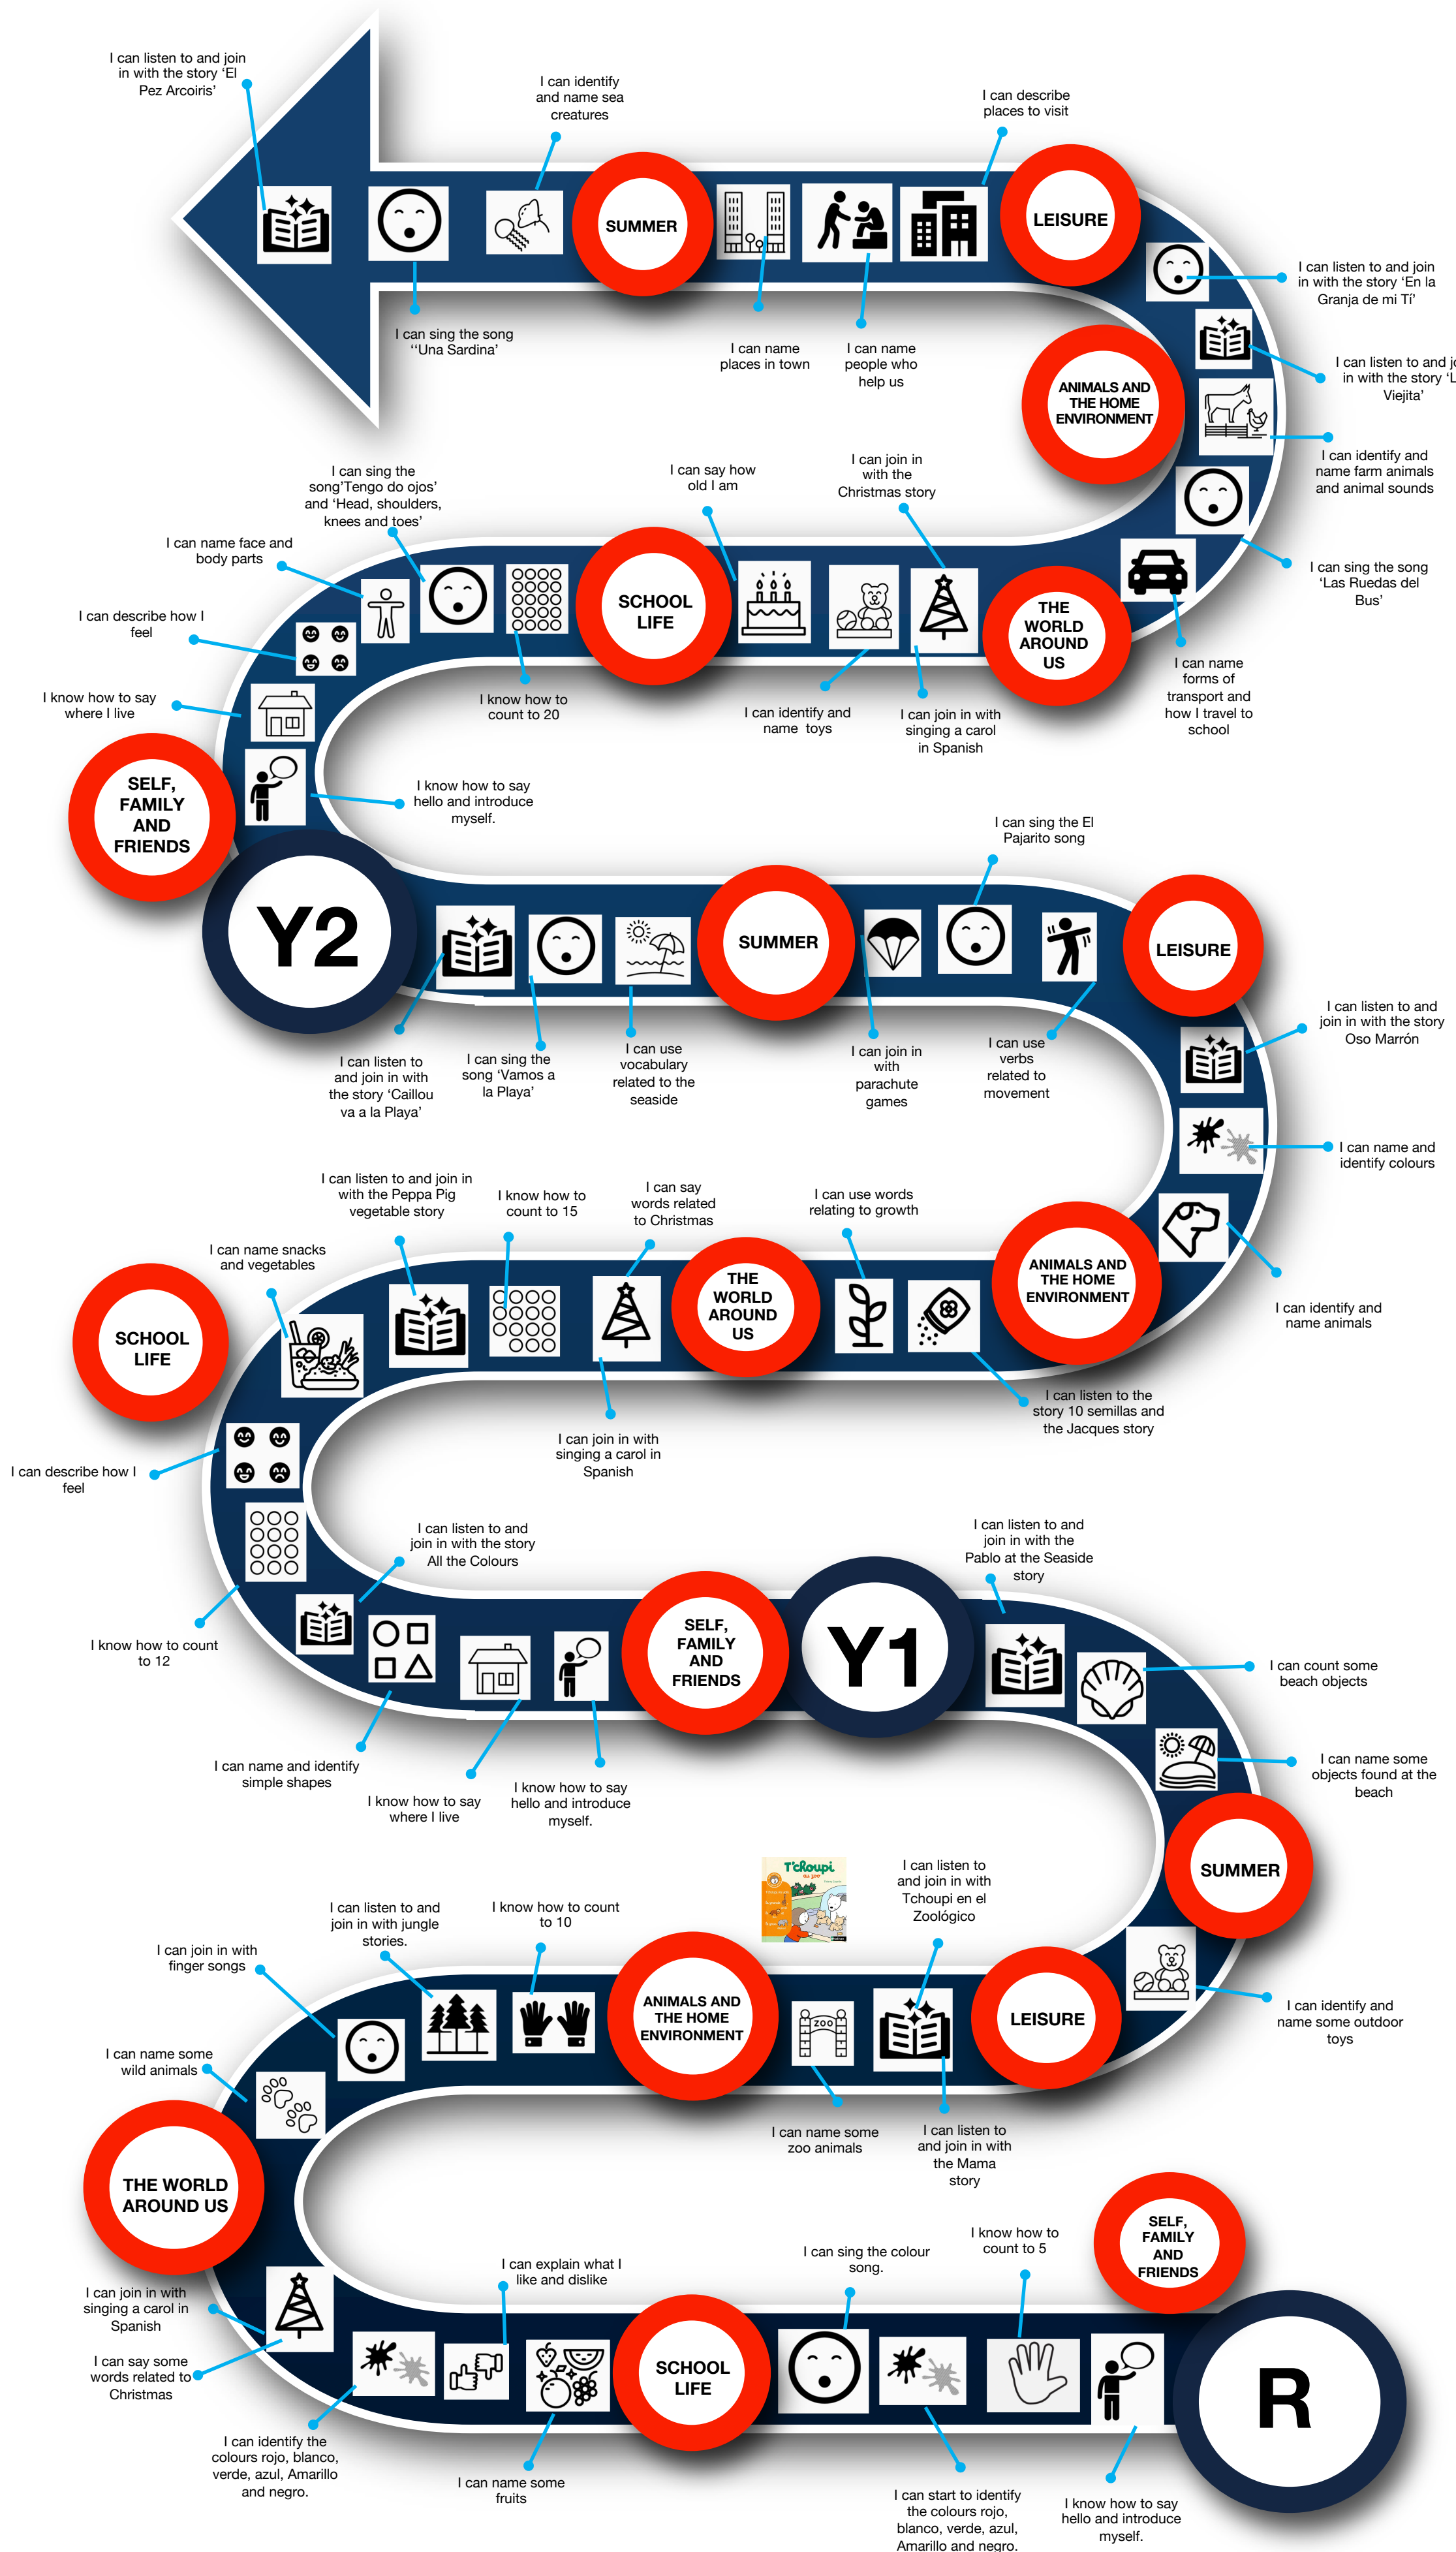 I can listen to and join
in with the story ‘El
Pez Arcoiris’
I can identify
and name sea
creatures
I can describe
places to visit
SUMMER
LEISURE
I can sing the song
‘‘Una Sardina’
I can name
places in town
I can name
people who
help us
I can listen to and join
in with the story ‘En la
Granja de mi Tí’
I can listen to and jo
in with the story ‘L
Viejita’
ANIMALS AND
THE HOME
ENVIRONMENT
I can identify and
name farm animals
and animal sounds
I can sing the song
‘Las Ruedas del
Bus’
I can name
forms of
transport and
how I travel to
school
THE
WORLD
AROUND
US
I can join in
with the
Christmas story
I can say how
old I am
I can identify and
name  toys
I can join in with
singing a carol
in Spanish
SCHOOL
LIFE
I can sing the
song’Tengo do ojos’
and ‘Head, shoulders,
knees and toes’
I can name face and
body parts
I can describe how I
feel
I know how to say
where I live
I know how to
count to 20
SELF,
FAMILY
AND
FRIENDS
I know how to say
hello and introduce
myself.
Y2
I can sing the El
Pajarito song
SUMMER
LEISURE
I can listen to
and join in with
the story ‘Caillou
va a la Playa’
I can sing the
song ‘Vamos a
la Playa’
I can use
vocabulary
related to the
seaside
I can join in
with
parachute
games
I can use
verbs
related to
movement
I can listen to and
join in with the story
Oso Marrón
I can name and
identify colours
I can identify and
name animals
ANIMALS AND
THE HOME
ENVIRONMENT
I can use words
relating to growth
I can listen to the
story 10 semillas and
the Jacques story
THE
WORLD
AROUND
US
I can say
words related
to Christmas
I can join in with
singing a carol in
Spanish
I know how to
count to 15
I can listen to and join in
with the Peppa Pig
vegetable story
I can name snacks
and vegetables
SCHOOL
LIFE
I can describe how I
feel
I know how to count
to 12
I can listen to and
join in with the story
All the Colours
I can name and identify
simple shapes
I know how to say
where I live
I know how to say
hello and introduce
myself.
SELF,
FAMILY
AND
FRIENDS
Y1
I can listen to and
join in with the
Pablo at the Seaside
story
I can count some
beach objects
I can name some
objects found at the
beach
SUMMER
I can identify and
name some outdoor
toys
LEISURE
I can listen to
and join in with
Tchoupi en el
Zoológico
T'choupi
au zoo
ZOO
I can name some
zoo animals
I can listen to
and join in with
the Mama
story
ANIMALS AND
THE HOME
ENVIRONMENT
I know how to count
to 10
I can listen to and
join in with jungle
stories.
I can join in with
finger songs
I can name some
wild animals
THE WORLD
AROUND US
I can join in with
singing a carol in
Spanish
I can say some
words related to
Christmas
I can identify the
colours rojo, blanco,
verde, azul, Amarillo
and negro.
I can explain what I
like and dislike
I can name some
fruits
SCHOOL
LIFE
I can sing the colour
song.
I can start to identify
the colours rojo,
blanco, verde, azul,
Amarillo and negro.
I know how to
count to 5
I know how to say
hello and introduce
myself.
SELF,
FAMILY
AND
FRIENDS
R